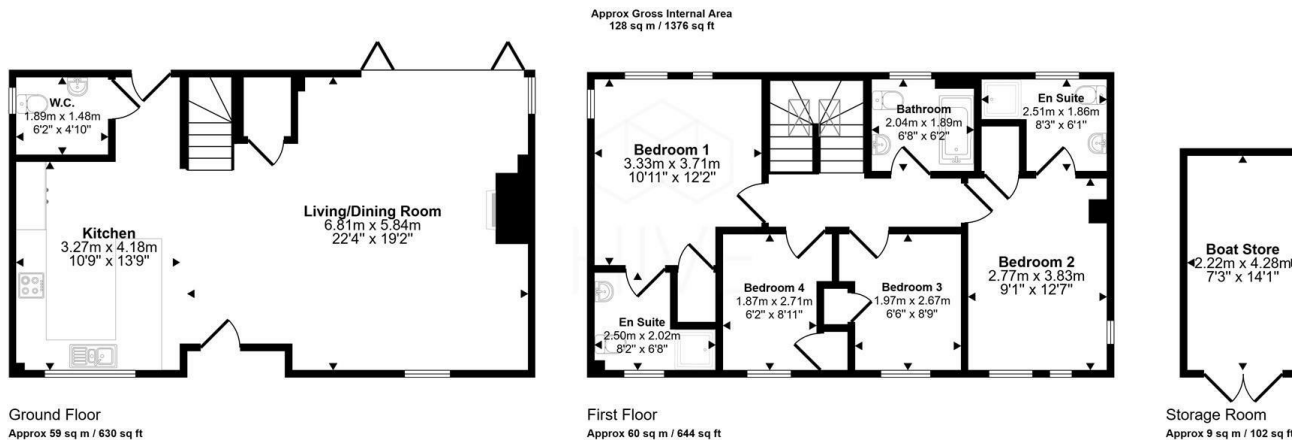 Approx Gross Internal Area
128 sq m / 1376 sq ft
W.C.
1.89m x 1.48m
6'2" x 4'10"
Kitchen
3.27m x 4.18m
10'9" x 13'9"
Living/Dining Room
6.81m x 5.84m
22'4" x 19'2"
Ground Floor
Approx 59 sq m / 630 sq ft
Bedroom 1
3.33m x 3.71m
10'11" x 12'2"
Bathroom
2.04m x 1.89m
6'8" x 6'2"
En Suite
2.51m x 1.86m
8'3" x 6'1"
HIVE
Bedroom 2
2.77m x 3.83m
9'1" x 12'7"
En Suite
2.50m x 2.02m
8'2" x 6'8"
Bedroom 4
1.87m x 2.71m
6'2" x 8'11"
Bedroom 3
1.97m x 2.67m
6'6" x 8'9"
First Floor
Approx 60 sq m / 644 sq ft
Boat Store
2.22m x 4.28m
7'3" x 14'1"
Storage Room
Approx 9 sq m / 102 sq ft